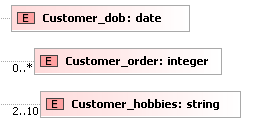 E Customer_dob: date
E Customer_order: integer
0..*
E Customer_hobbies: string
2..10